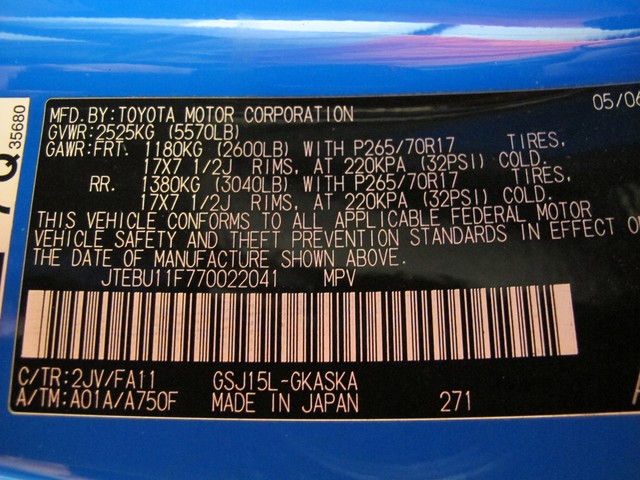 MFD.BY:TOYOTA MOTOR CORPORATION 05/06
GVWR:2525KG (5570LB)
GAWR:FRT. 1180KG (2600LB) WITH P265/70R17 TIRES,
17X7 1/2J RIMS, AT 220KPA (32PSI) COLD.
RR. 1380KG (3040LB) WITH P265/70R17 TIRES,
17X7 1/2J RIMS, AT 220KPA (32PSI) COLD.
THIS VEHICLE CONFORMS TO ALL APPLICABLE FEDERAL MOTOR
VEHICLE SAFETY AND THEFT PREVENTION STANDARDS IN EFFECT
THE DATE OF MANUFACTURE SHOWN ABOVE.
JTEBU11F770022041 MPV
C/TR:2JV/FA11 GSJ15L-GKASKA
A/TM:A01A/A750F MADE IN JAPAN 271
35680